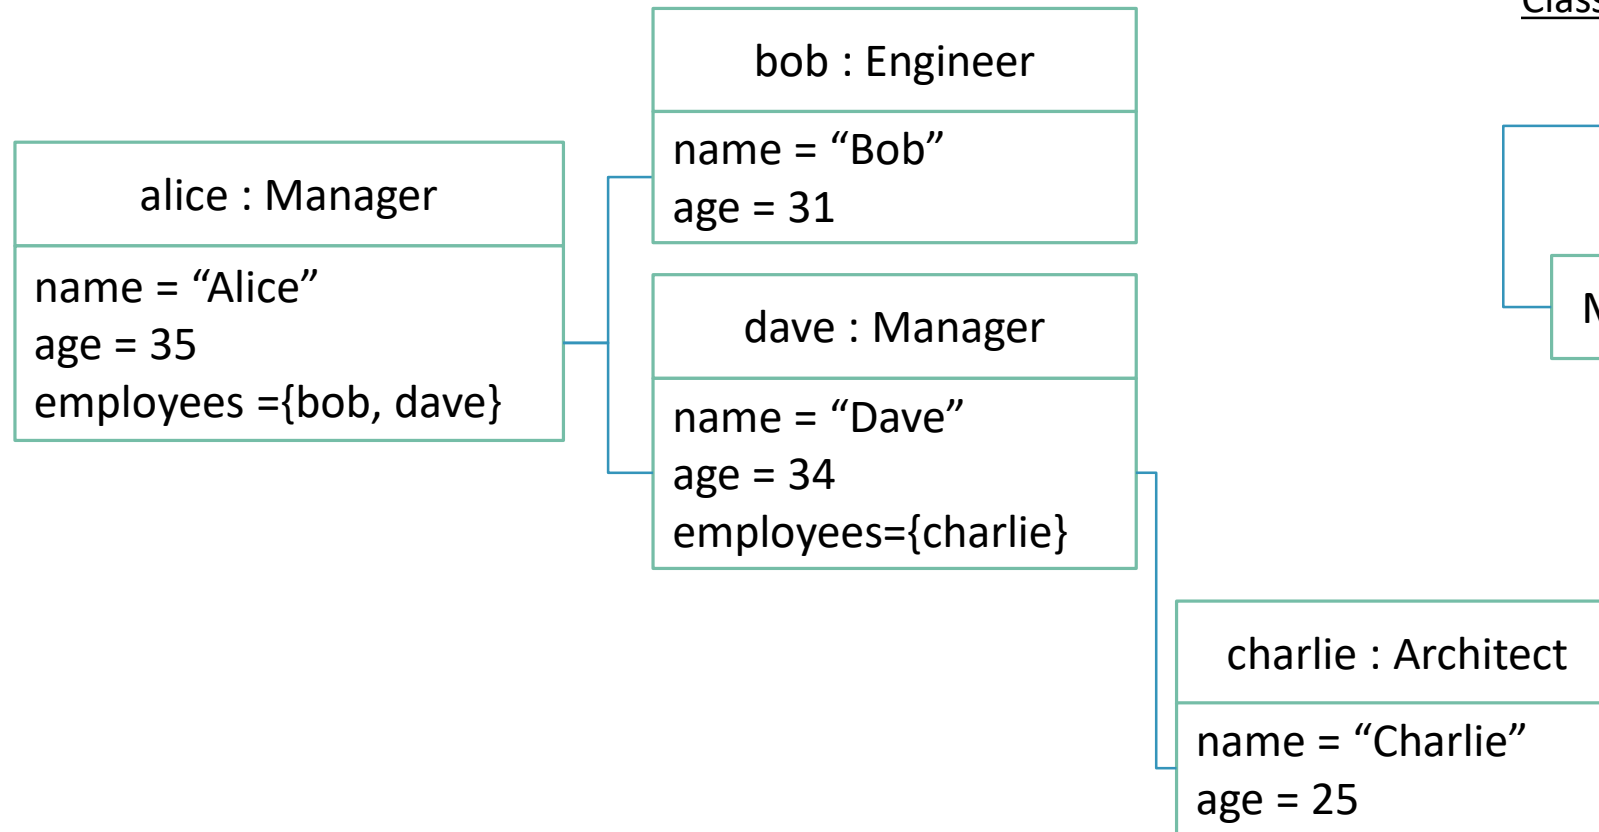 bob : Engineer
name = “Bob”
age = 31
alice : Manager
name = “Alice”
age = 35
employees ={bob, dave}
dave : Manager
name = “Dave”
age = 34
employees={charlie}
charlie : Architect
name = “Charlie”
age = 25